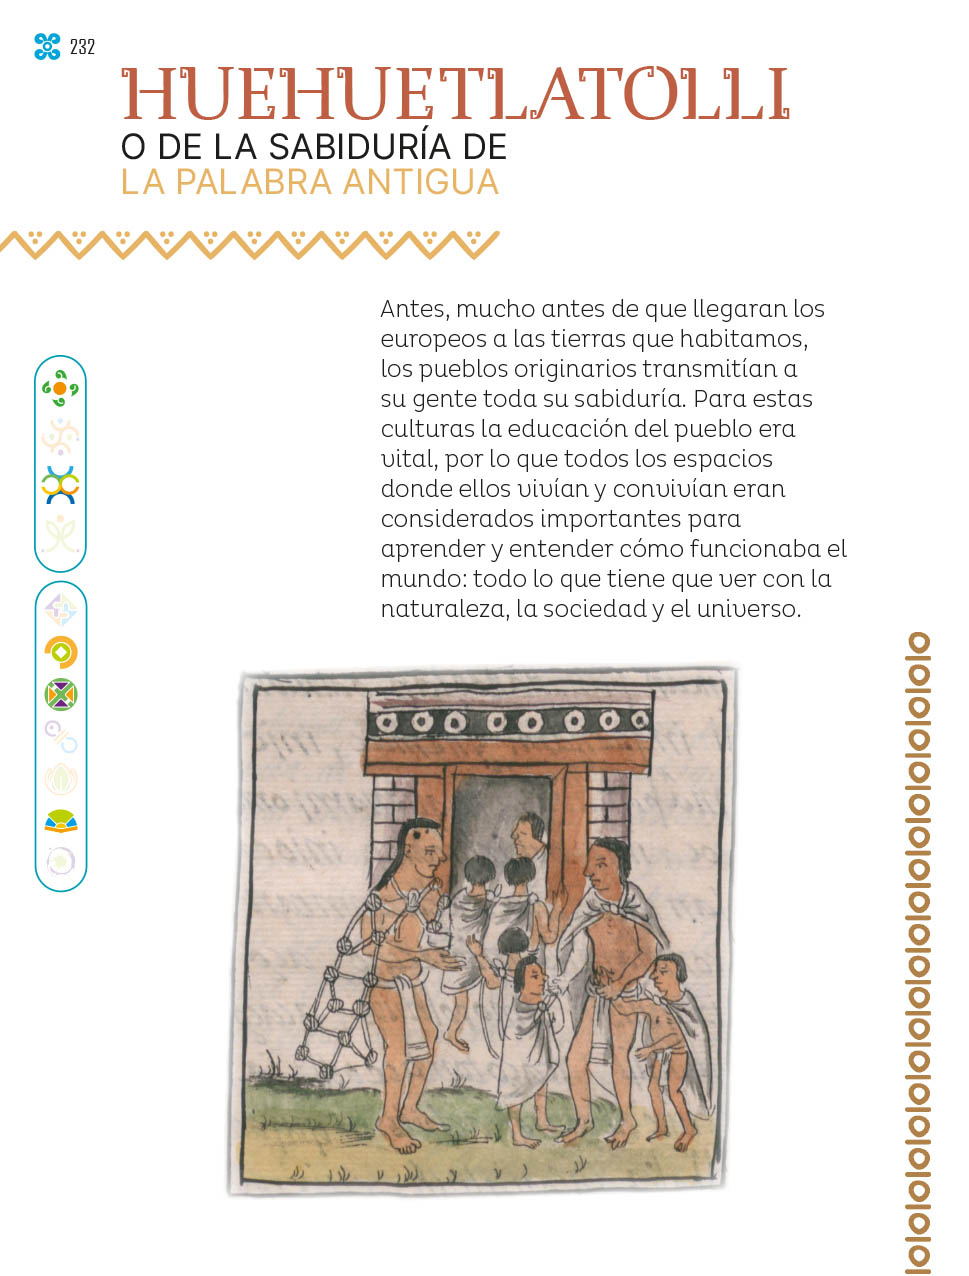 232
HUEHUETLATOLLI
O DE LA SABIDURÍA DE
LA PALABRA ANTIGUA
Antes, mucho antes de que llegaran los
europeos a las tierras que habitamos,
los pueblos originarios transmitían a
su gente toda su sabiduría. Para estas
culturas la educación del pueblo era
vital, por lo que todos los espacios
donde ellos vivían y convivían eran
considerados importantes para
aprender y entender cómo funcionaba el
mundo: todo lo que tiene que ver con la
naturaleza, la sociedad y el universo.